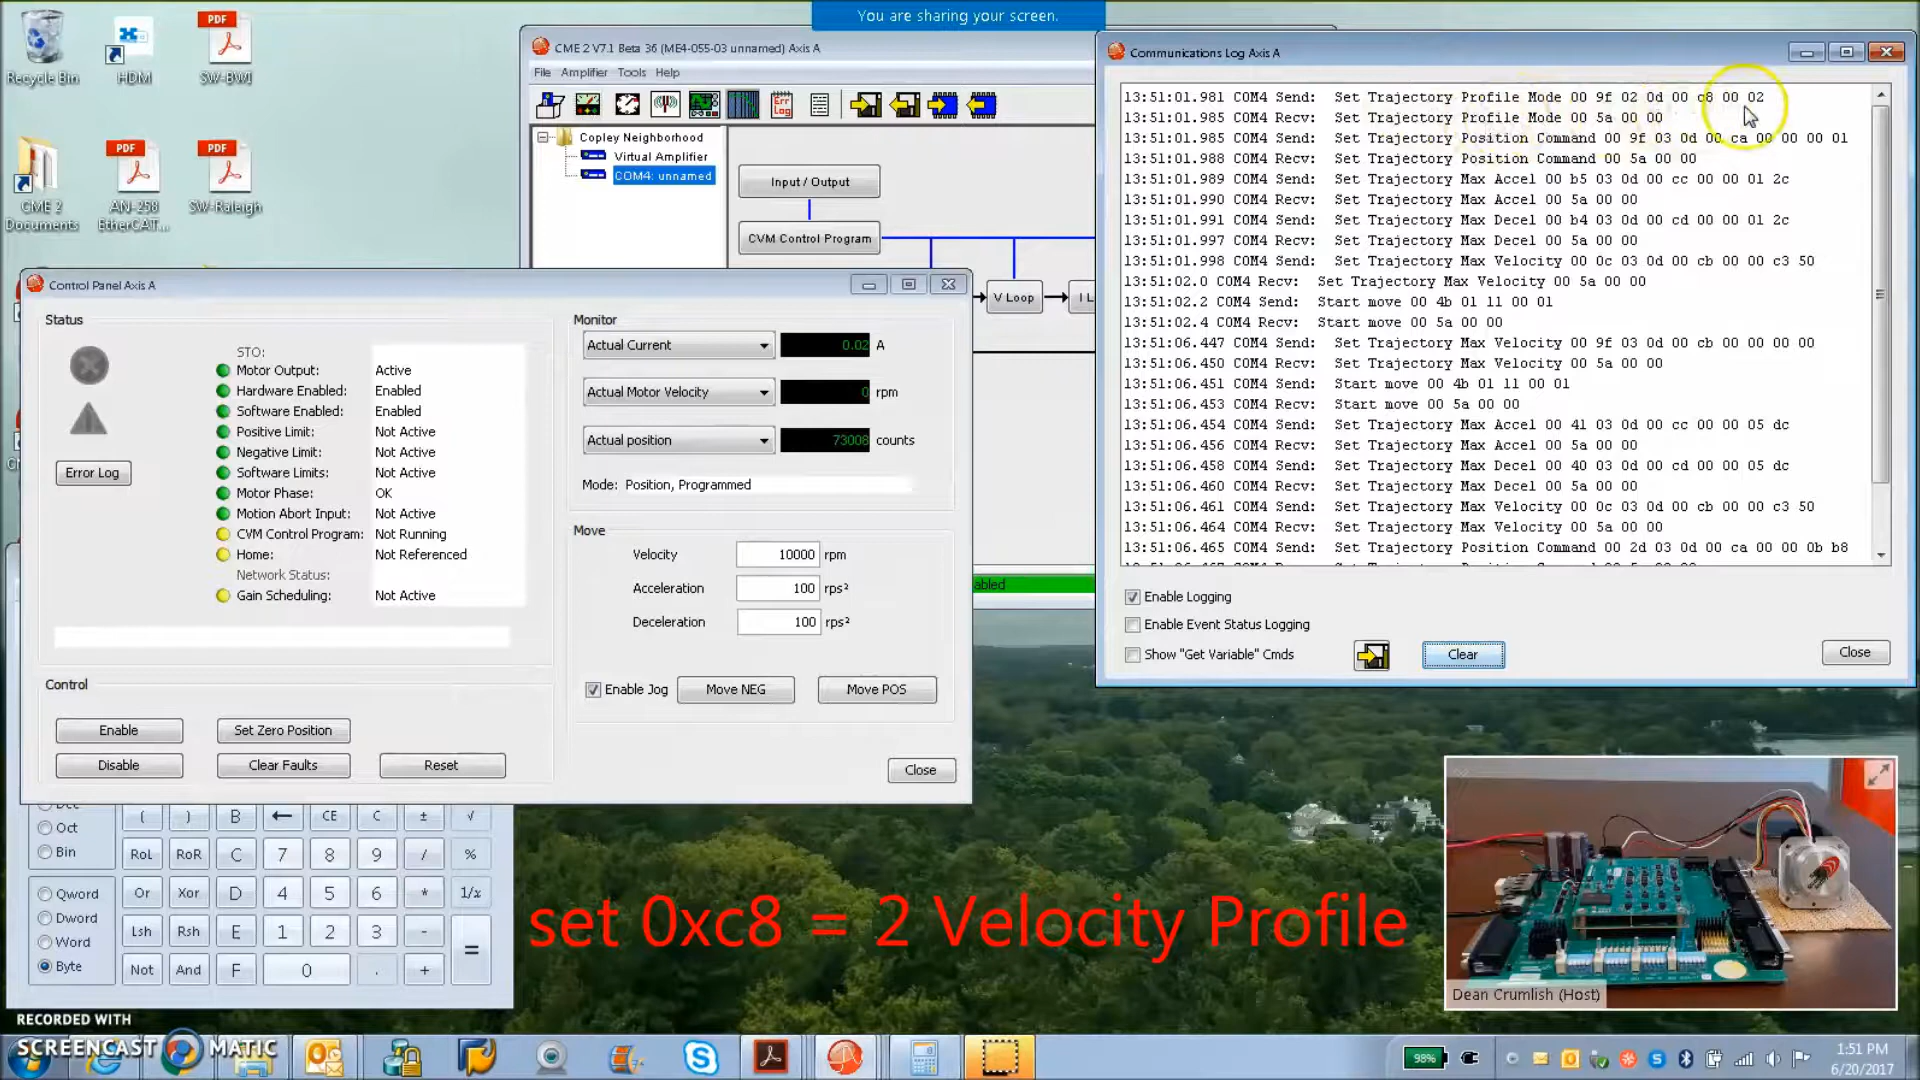 You are sharing your screen.
Recycle Bin
HDM
SW-BWI
CME 2 Documents
AN-258 EtherCAT...
SW-Raleigh
CME 2 V7.1 Beta 36 (ME4-055-03 unnamed) Axis A
File Amplifier Tools Help
Err Log
Copley Neighborhood
Virtual Amplifier
COM4: unnamed
Input / Output
CVM Control Program
V Loop
I L
abled
Communications Log Axis A
13:51:01.981 COM4 Send: Set Trajectory Profile Mode 00 9f 02 0d 00 c8 00 02
13:51:01.985 COM4 Recv: Set Trajectory Profile Mode 00 5a 00 00
13:51:01.985 COM4 Send: Set Trajectory Position Command 00 9f 03 0d 00 ca 00 00 00 01
13:51:01.988 COM4 Recv: Set Trajectory Position Command 00 5a 00 00
13:51:01.989 COM4 Send: Set Trajectory Max Accel 00 b5 03 0d 00 cc 00 00 01 2c
13:51:01.990 COM4 Recv: Set Trajectory Max Accel 00 5a 00 00
13:51:01.991 COM4 Send: Set Trajectory Max Decel 00 b4 03 0d 00 cd 00 00 01 2c
13:51:01.997 COM4 Recv: Set Trajectory Max Decel 00 5a 00 00
13:51:01.998 COM4 Send: Set Trajectory Max Velocity 00 0c 03 0d 00 cb 00 00 c3 50
13:51:02.0 COM4 Recv: Set Trajectory Max Velocity 00 5a 00 00
13:51:02.2 COM4 Send: Start move 00 4b 01 11 00 01
13:51:02.4 COM4 Recv: Start move 00 5a 00 00
13:51:06.447 COM4 Send: Set Trajectory Max Velocity 00 9f 03 0d 00 cb 00 00 00 00
13:51:06.450 COM4 Recv: Set Trajectory Max Velocity 00 5a 00 00
13:51:06.451 COM4 Send: Start move 00 4b 01 11 00 01
13:51:06.453 COM4 Recv: Start move 00 5a 00 00
13:51:06.454 COM4 Send: Set Trajectory Max Accel 00 41 03 0d 00 cc 00 00 05 dc
13:51:06.456 COM4 Recv: Set Trajectory Max Accel 00 5a 00 00
13:51:06.458 COM4 Send: Set Trajectory Max Decel 00 40 03 0d 00 cd 00 00 05 dc
13:51:06.460 COM4 Recv: Set Trajectory Max Decel 00 5a 00 00
13:51:06.461 COM4 Send: Set Trajectory Max Velocity 00 0c 03 0d 00 cb 00 00 c3 50
13:51:06.464 COM4 Recv: Set Trajectory Max Velocity 00 5a 00 00
13:51:06.465 COM4 Send: Set Trajectory Position Command 00 2d 03 0d 00 ca 00 00 0b b8
Enable Logging
Enable Event Status Logging
Show "Get Variable" Cmds
Clear
Close
Control Panel Axis A
Status
STO:
Motor Output: Active
Hardware Enabled: Enabled
Software Enabled: Enabled
Positive Limit: Not Active
Negative Limit: Not Active
Software Limits: Not Active
Motor Phase: OK
Motion Abort Input: Not Active
CVM Control Program: Not Running
Home: Not Referenced
Network Status:
Gain Scheduling: Not Active
Error Log
Control
Enable
Set Zero Position
Disable
Clear Faults
Reset
Monitor
Actual Current 0.02 A
Actual Motor Velocity 0 rpm
Actual position 73008 counts
Mode: Position, Programmed
Move
Velocity 10000 rpm
Acceleration 100 rps²
Deceleration 100 rps²
Enable Jog
Move NEG
Move POS
Close
Dec
Oct
Bin
Qword
Dword
Word
Byte
( ) B ← CE C ± √
RoL RoR C 7 8 9 / %
Or Xor D 4 5 6 * 1/x
Lsh Rsh E 1 2 3 - =
Not And F 0 . +
set 0xc8 = 2 Velocity Profile
Dean Crumlish (Host)
RECORDED WITH
SCREENCAST MATIC
98%
1:51 PM
6/20/2017